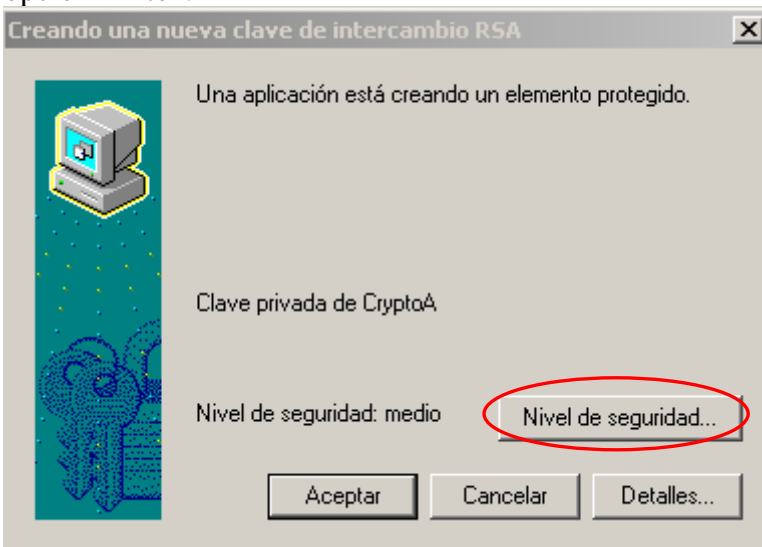 Creando una nueva clave de intercambio RSA
Una aplicación está creando un elemento protegido.
Clave privada de CryptoA
Nivel de seguridad: medio
Nivel de seguridad...
Aceptar
Cancelar
Detalles...